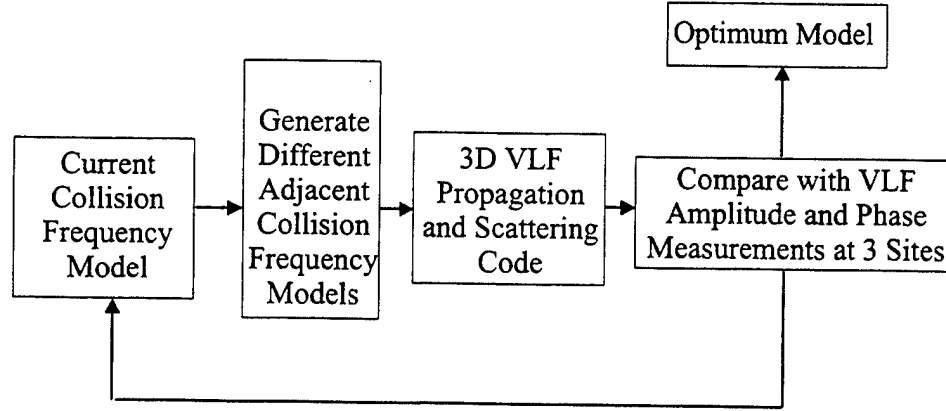 Optimum Model
Current
Collision
Frequency
Model
Generate
Different
Adjacent
Collision
Frequency
Models
3D VLF
Propagation
and Scattering
Code
Compare with VLF
Amplitude and Phase
Measurements at 3 Sites